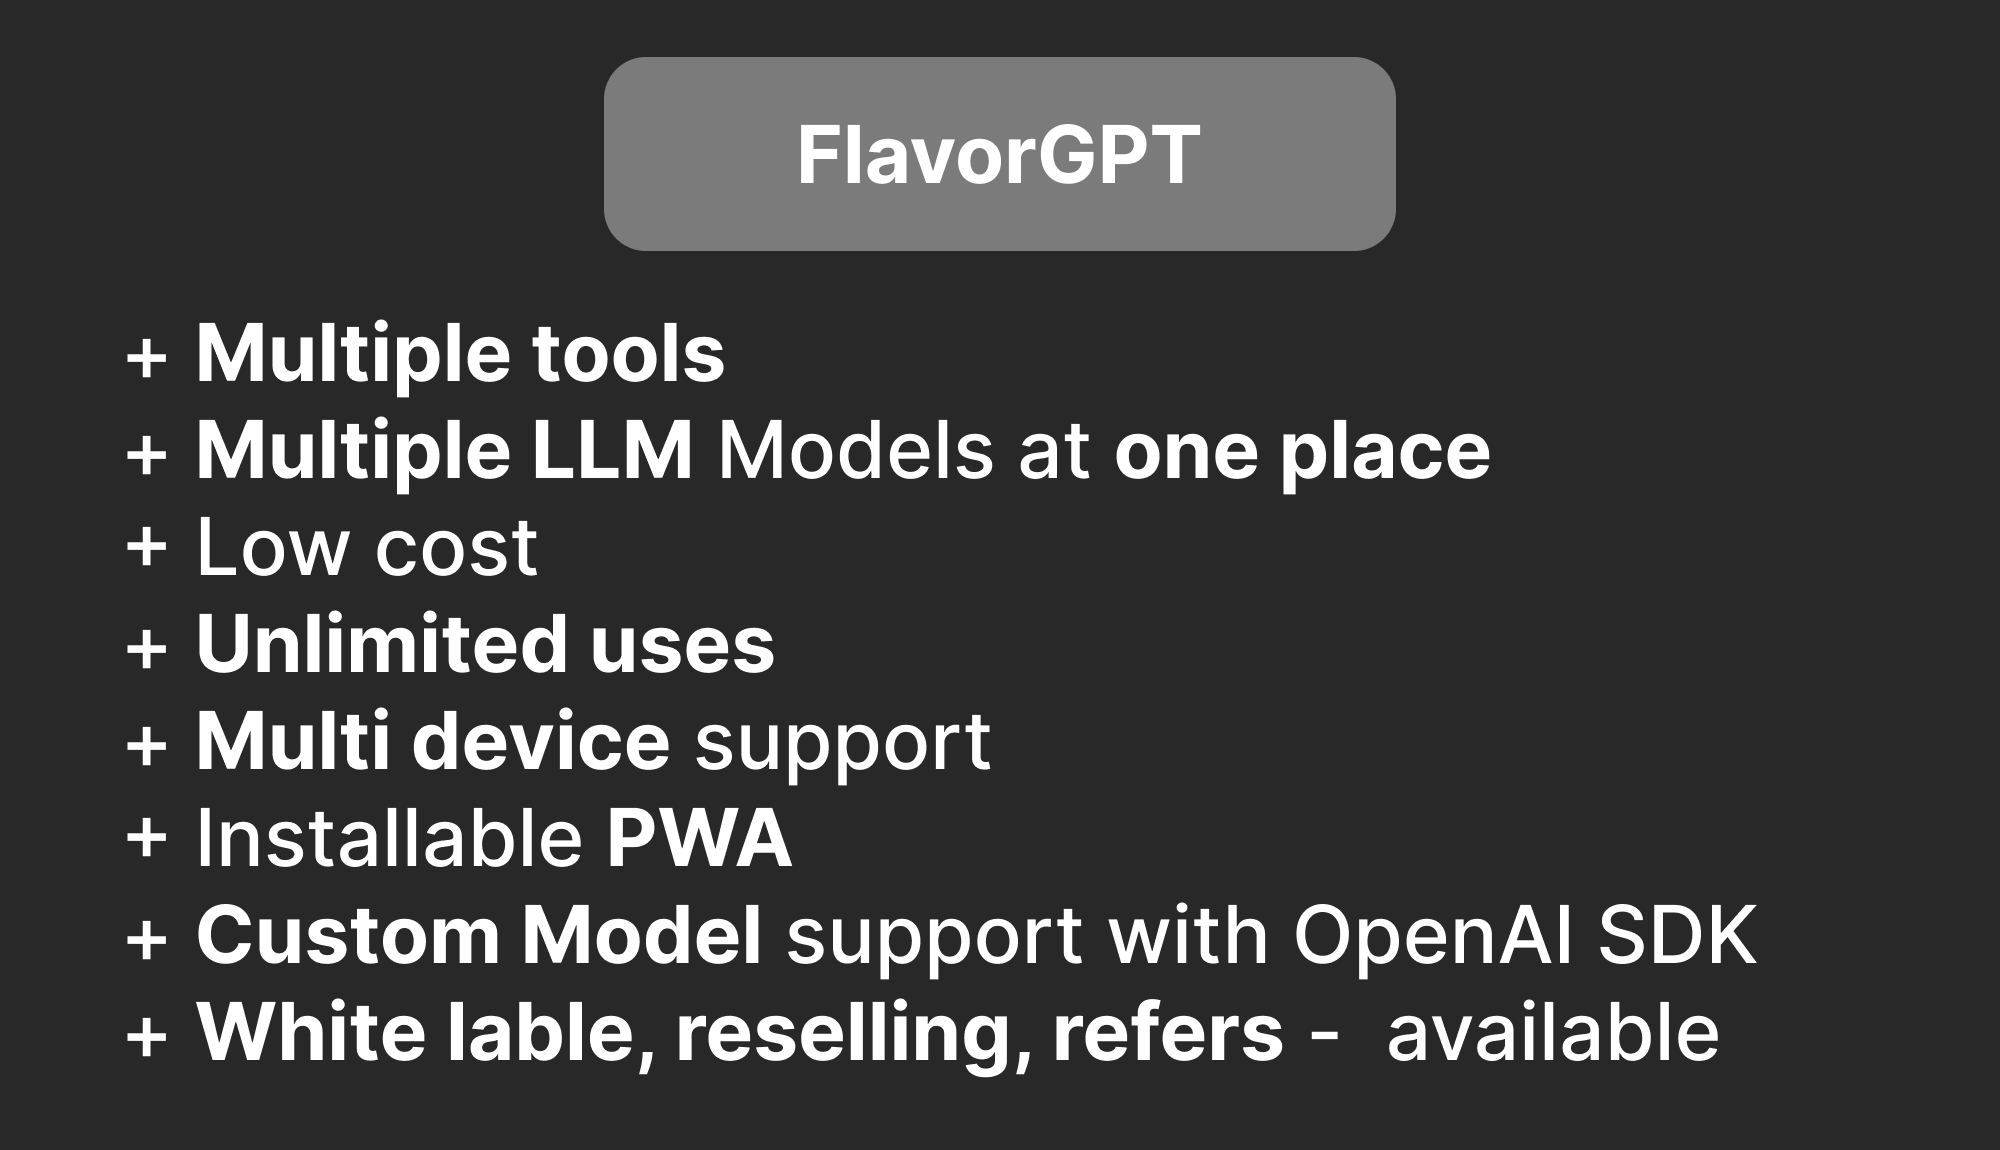 FlavorGPT
+ Multiple tools
+ Multiple LLM Models at one place
+ Low cost
+ Unlimited uses
+ Multi device support
+ Installable PWA
+ Custom Model support with OpenAI SDK
+ White lable, reselling, refers -  available